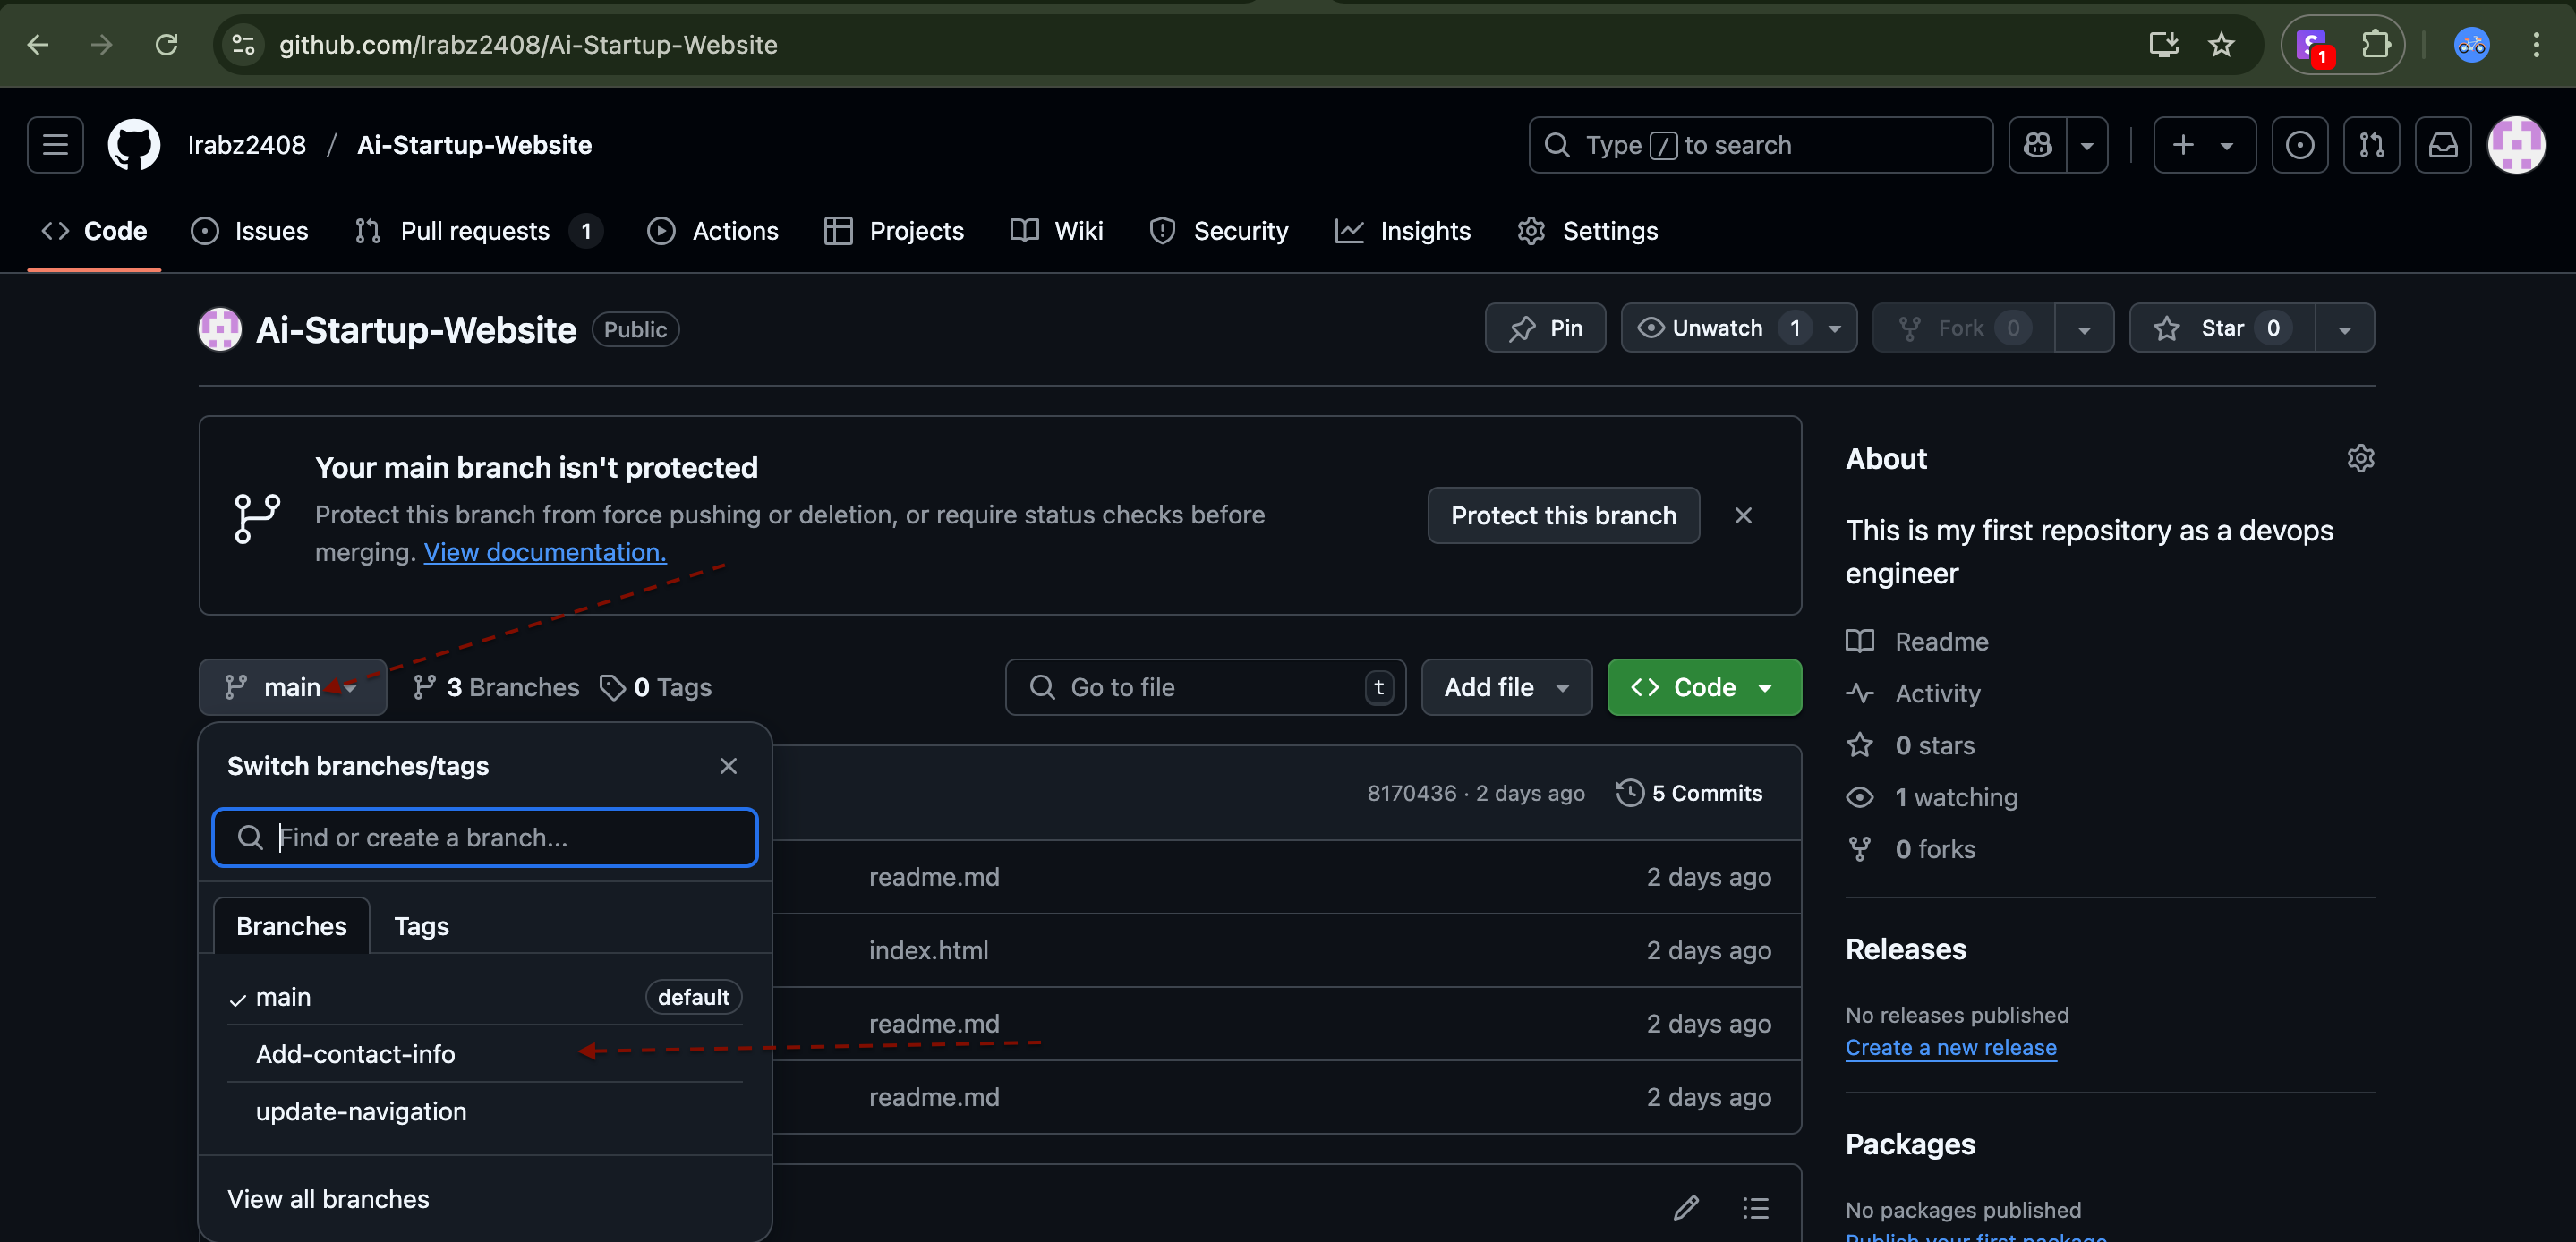 github.com/Irabz2408/Ai-Startup-Website
1
Irabz2408 / Ai-Startup-Website
Type / to search
Code
Issues
Pull requests 1
Actions
Projects
Wiki
Security
Insights
Settings
Ai-Startup-Website Public
Pin
Unwatch 1
Fork 0
Star 0
Your main branch isn't protected
Protect this branch from force pushing or deletion, or require status checks before
merging. View documentation.
Protect this branch
main
3 Branches
0 Tags
Go to file t
Add file
Code
Switch branches/tags
Find or create a branch...
Branches
Tags
main default
Add-contact-info
update-navigation
View all branches
8170436 · 2 days ago
5 Commits
readme.md 2 days ago
index.html 2 days ago
readme.md 2 days ago
readme.md 2 days ago
About
This is my first repository as a devops
engineer
Readme
Activity
0 stars
1 watching
0 forks
Releases
No releases published
Create a new release
Packages
No packages published
Publish your first package